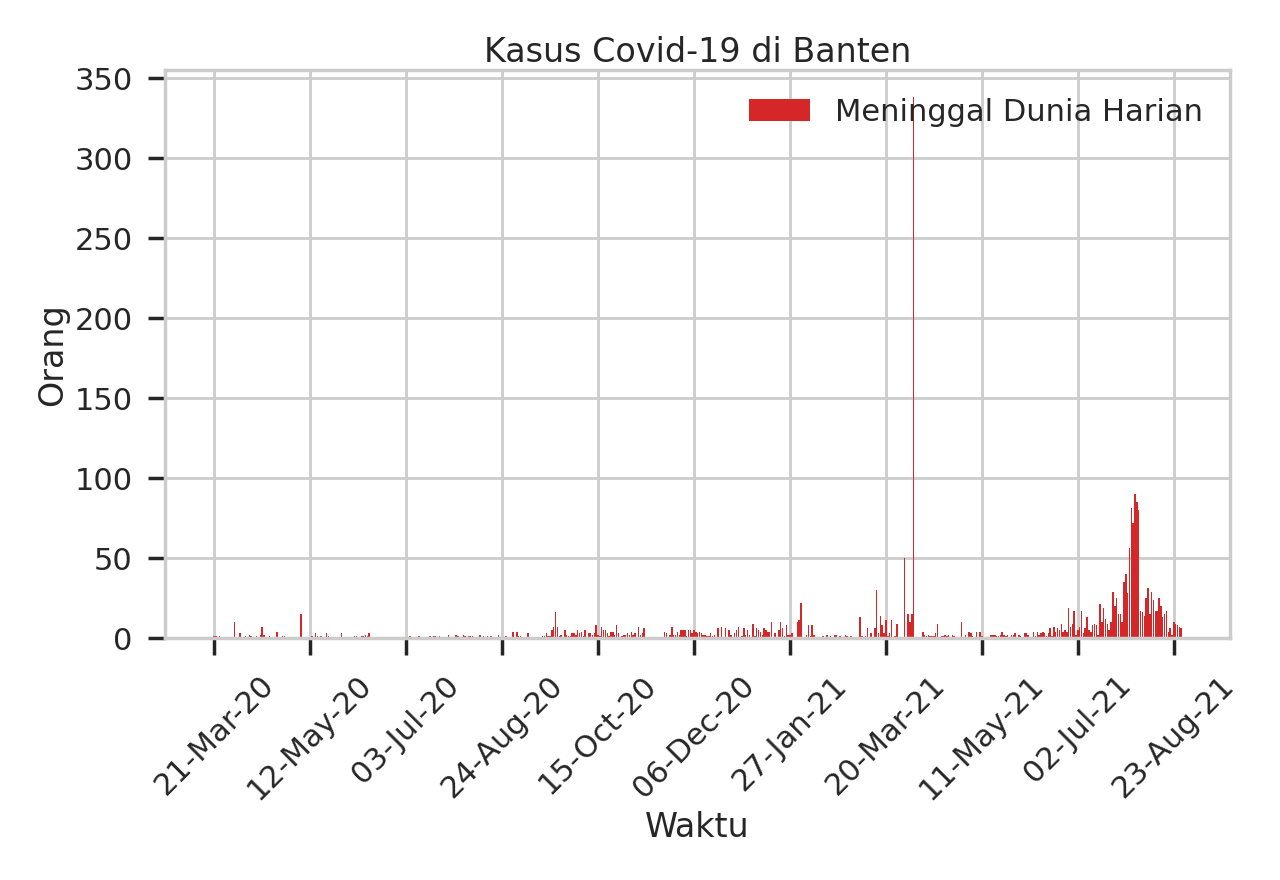 Kasus Covid-19 di Banten
Meninggal Dunia Harian
Orang
350
300
250
200
150
100
50
0
21-Mar-20
12-May-20
03-Jul-20
24-Aug-20
15-Oct-20
06-Dec-20
27-Jan-21
20-Mar-21
11-May-21
02-Jul-21
23-Aug-21
Waktu